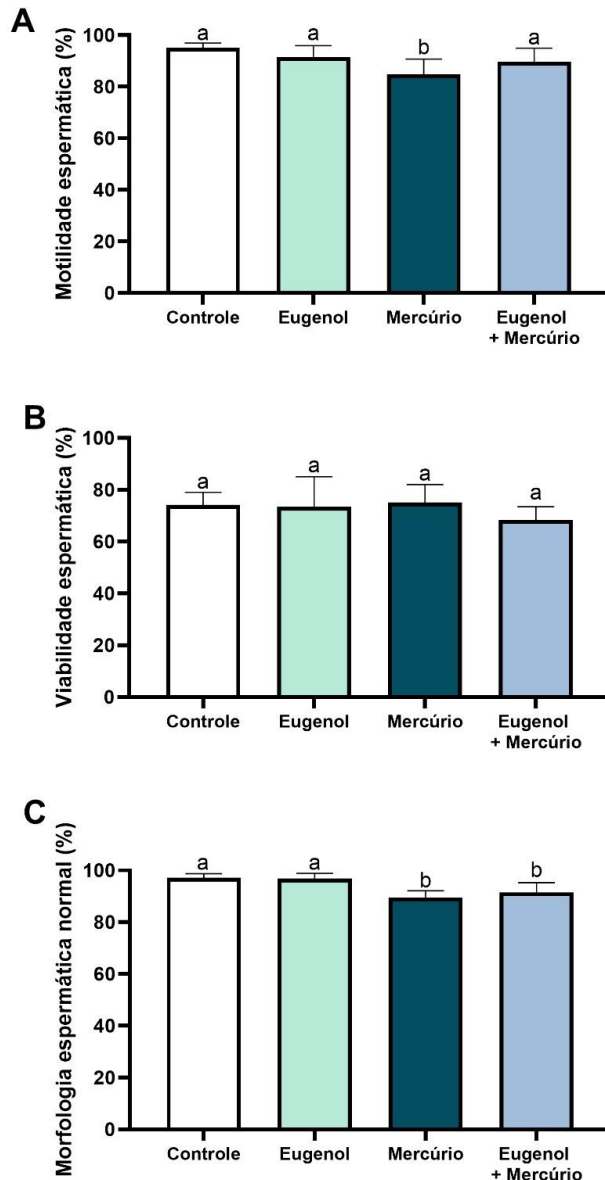 A
Motilidade espermática (%)
100
80
60
40
20
0
a
a
b
a
Controle
Eugenol
Mercúrio
Eugenol
+ Mercúrio
B
Viabilidade espermática (%)
100
80
60
40
20
0
a
a
a
a
Controle
Eugenol
Mercúrio
Eugenol
+ Mercúrio
C
Morfologia espermática normal (%)
100
80
60
40
20
0
a
a
b
b
Controle
Eugenol
Mercúrio
Eugenol
+ Mercúrio